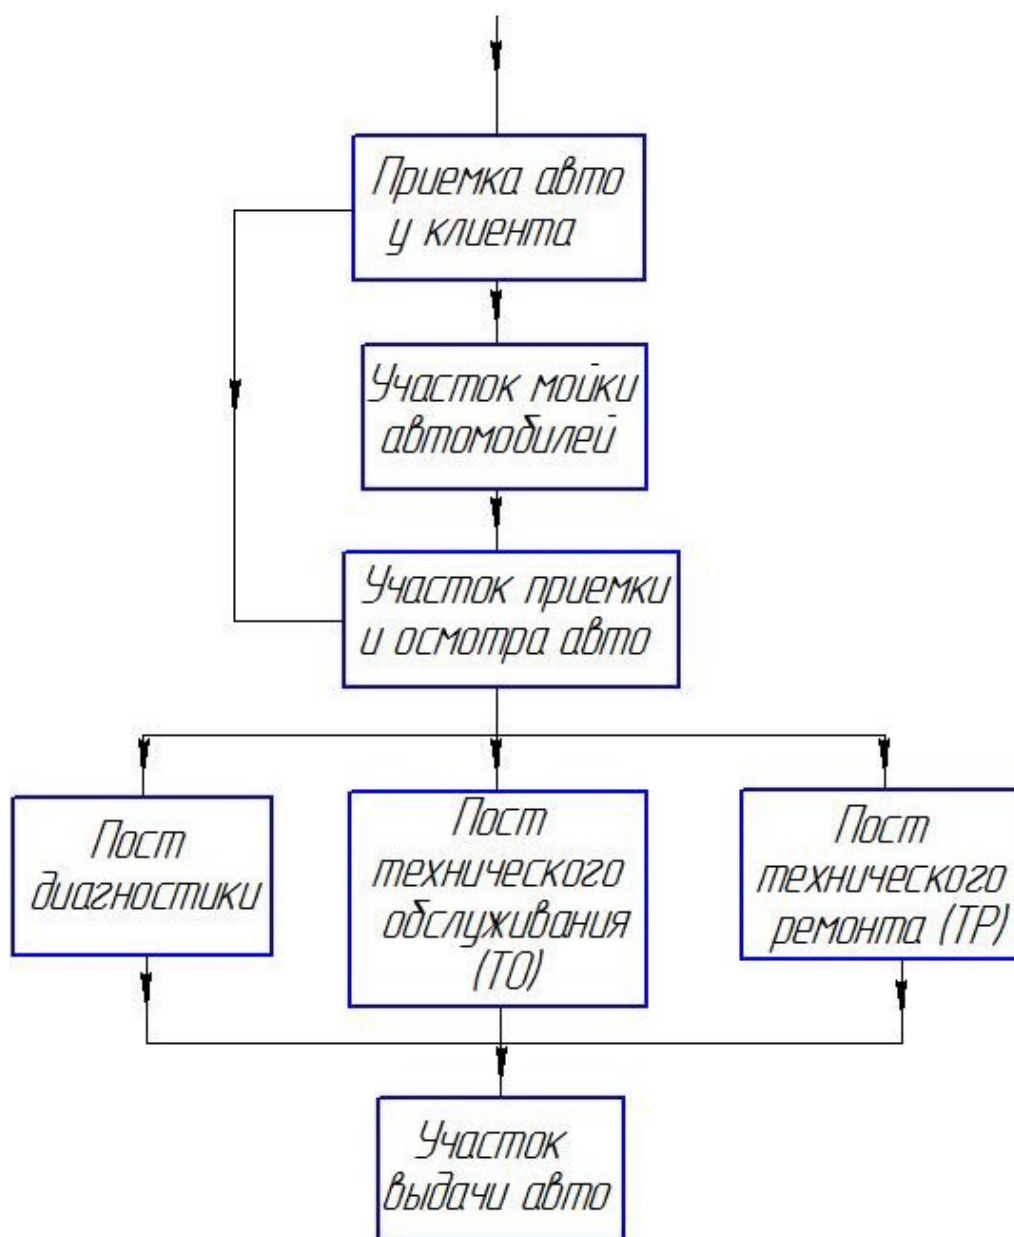 Приемка авто
у клиента
Участок мойки
автомобилей
Участок приемки
и осмотра авто
Пост
диагностики
Пост
технического
обслуживания
(ТО)
Пост
технического
ремонта (ТР)
Участок
выдачи авто